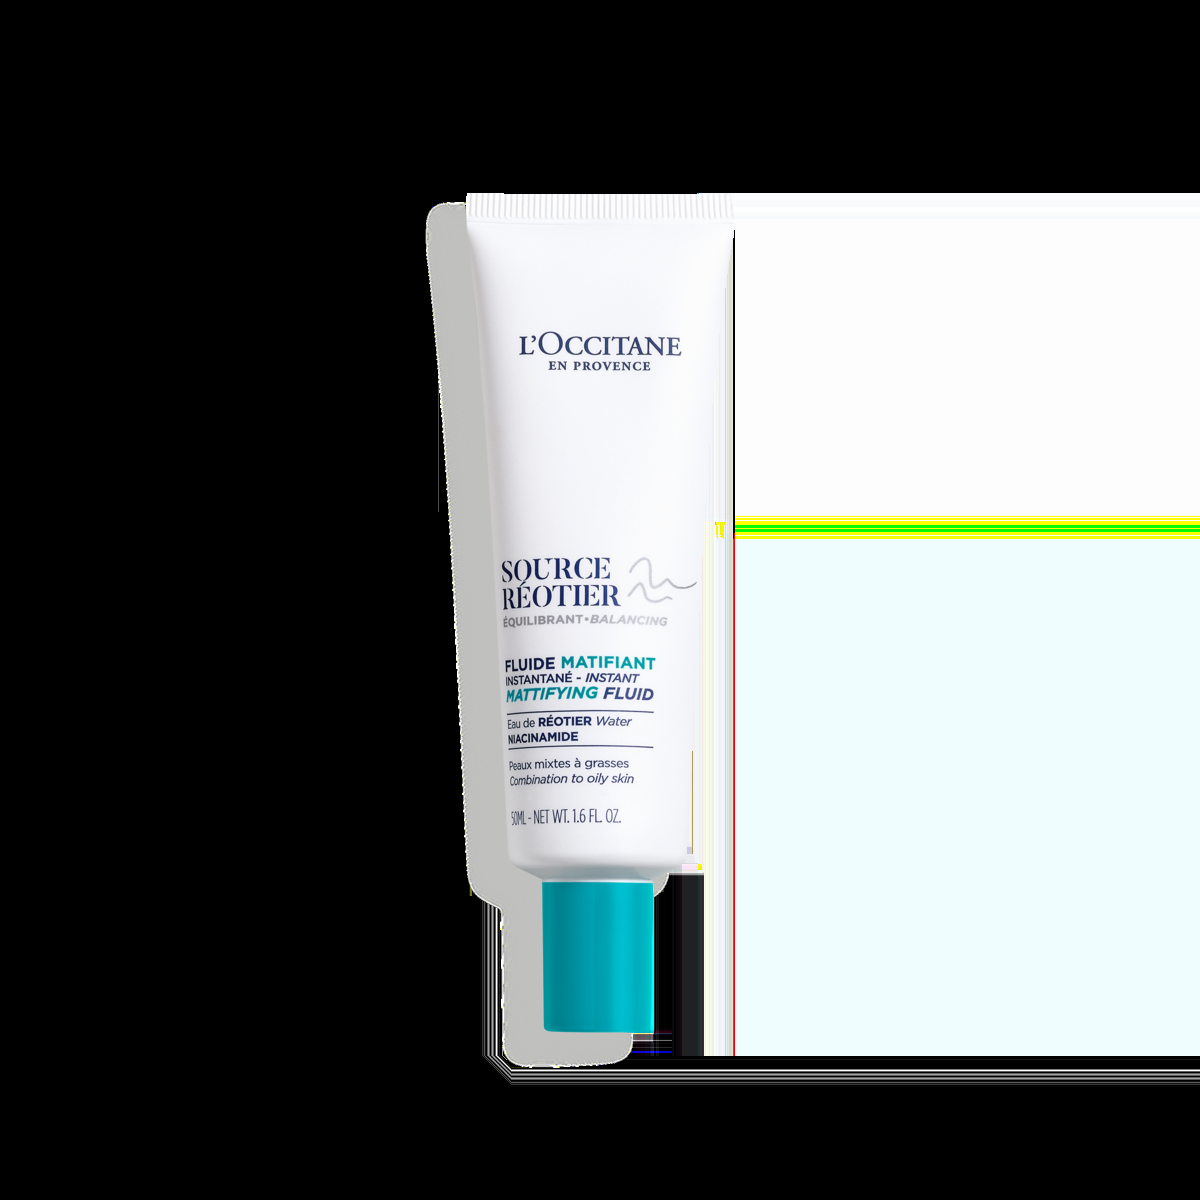 L'OCCITANE
EN PROVENCE
SOURCE
RÉOTIER
ÉQUILIBRANT•BALANCING
FLUIDE MATIFIANT
INSTANTANÉ - INSTANT
MATTIFYING FLUID
Eau de RÉOTIER Water
NIACINAMIDE
Peaux mixtes à grasses
Combination to oily skin
50ML - NET WT. 1.6 FL. OZ.